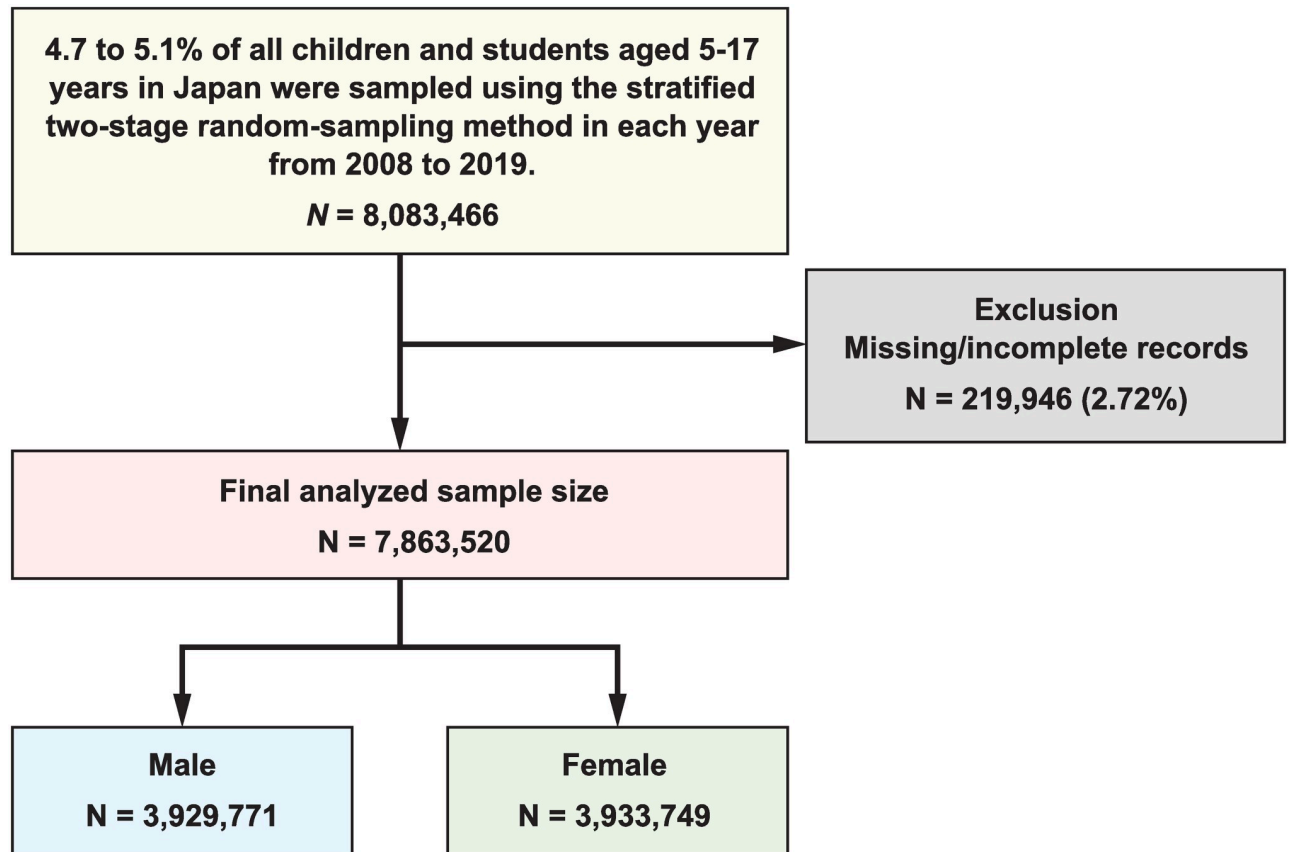 4.7 to 5.1% of all children and students aged 5-17
years in Japan were sampled using the stratified
two-stage random-sampling method in each year
from 2008 to 2019.
N = 8,083,466
Exclusion
Missing/incomplete records
N = 219,946 (2.72%)
Final analyzed sample size
N = 7,863,520
Male
N = 3,929,771
Female
N = 3,933,749